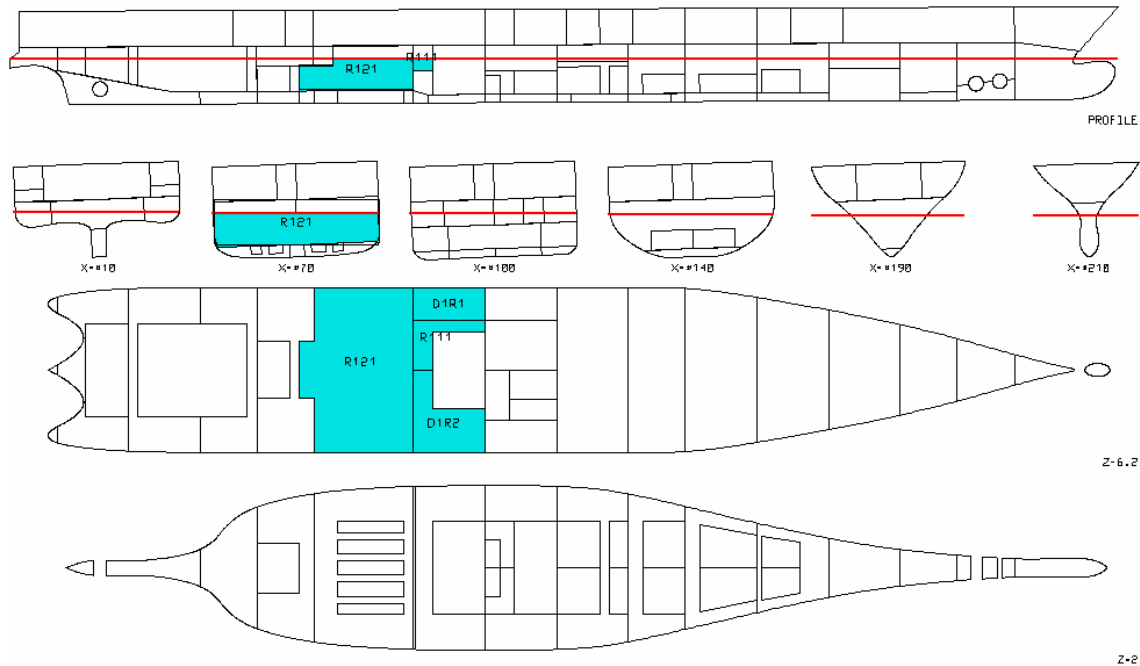 R111
R121
PROFILE
R121
X=#10
X=#70
X=#100
X=#140
X=#190
X=#210
D1R1
R111
R121
D1R2
Z=6.2
Z=2